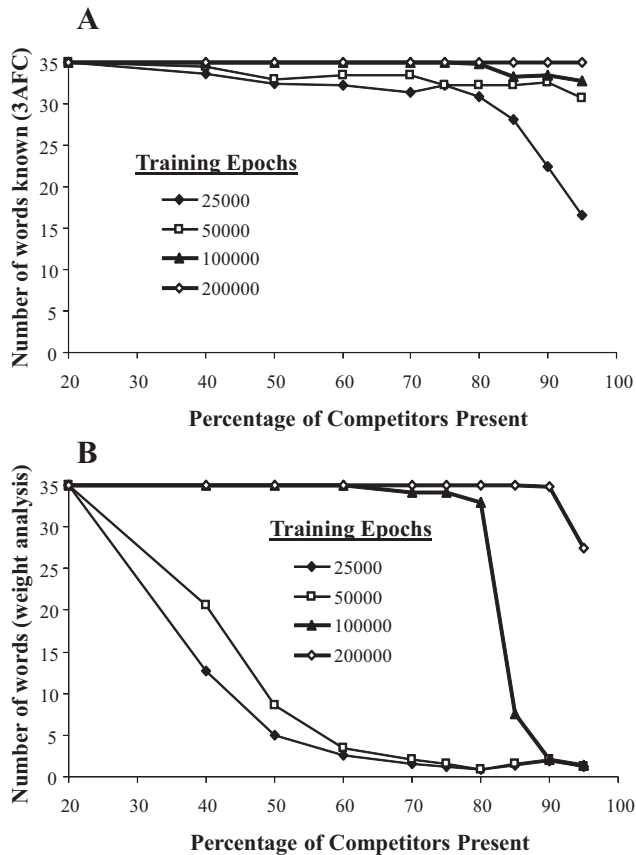 A
Number of words known (3AFC)
35
30
25
20
15
10
5
0
Training Epochs
25000
50000
100000
200000
20 30 40 50 60 70 80 90 100
Percentage of Competitors Present
B
Number of words (weight analysis)
35
30
25
20
15
10
5
0
Training Epochs
25000
50000
100000
200000
20 30 40 50 60 70 80 90 100
Percentage of Competitors Present